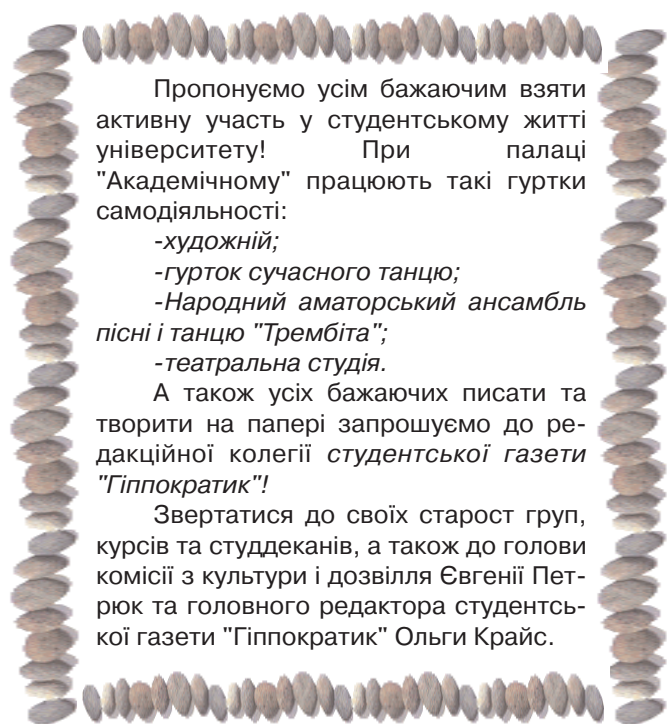 Пропонуємо усім бажаючим взяти
активну участь у студентському житті
університету! При палаці
"Академічному" працюють такі гуртки
самодіяльності:
-художній;
-гурток сучасного танцю;
-Народний аматорський ансамбль
пісні і танцю "Трембіта";
-театральна студія.
А також усіх бажаючих писати та
творити на папері запрошуємо до ре-
дакційної колегії студентської газети
"Гіппократик"!
Звертатися до своїх старост груп,
курсів та студдеканів, а також до голови
комісії з культури і дозвілля Євгенії Пет-
рюк та головного редактора студентсь-
кої газети "Гіппократик" Ольги Крайс.